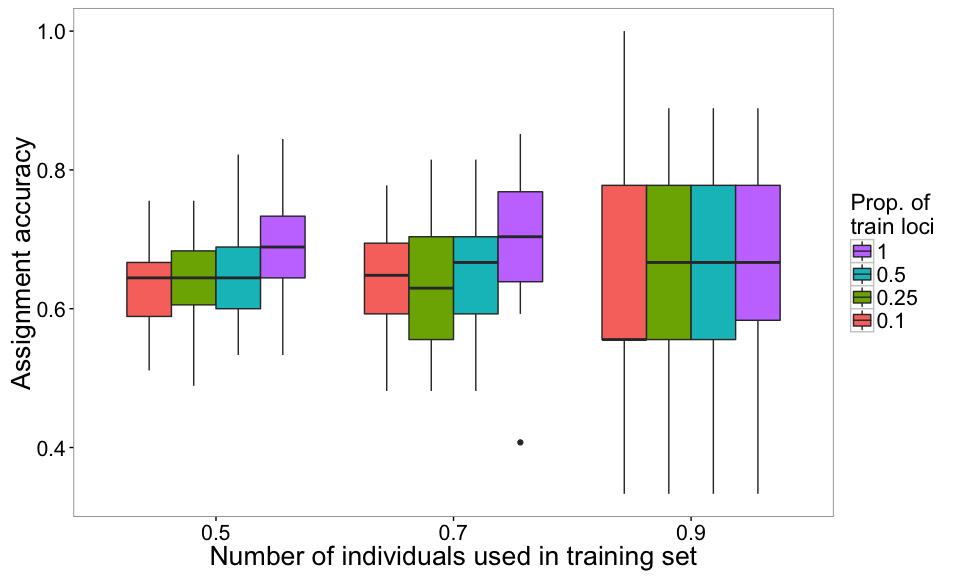 1.0
0.8
0.6
0.4
Assignment accuracy
0.5
0.7
0.9
Number of individuals used in training set
Prop. of
train loci
1
0.5
0.25
0.1